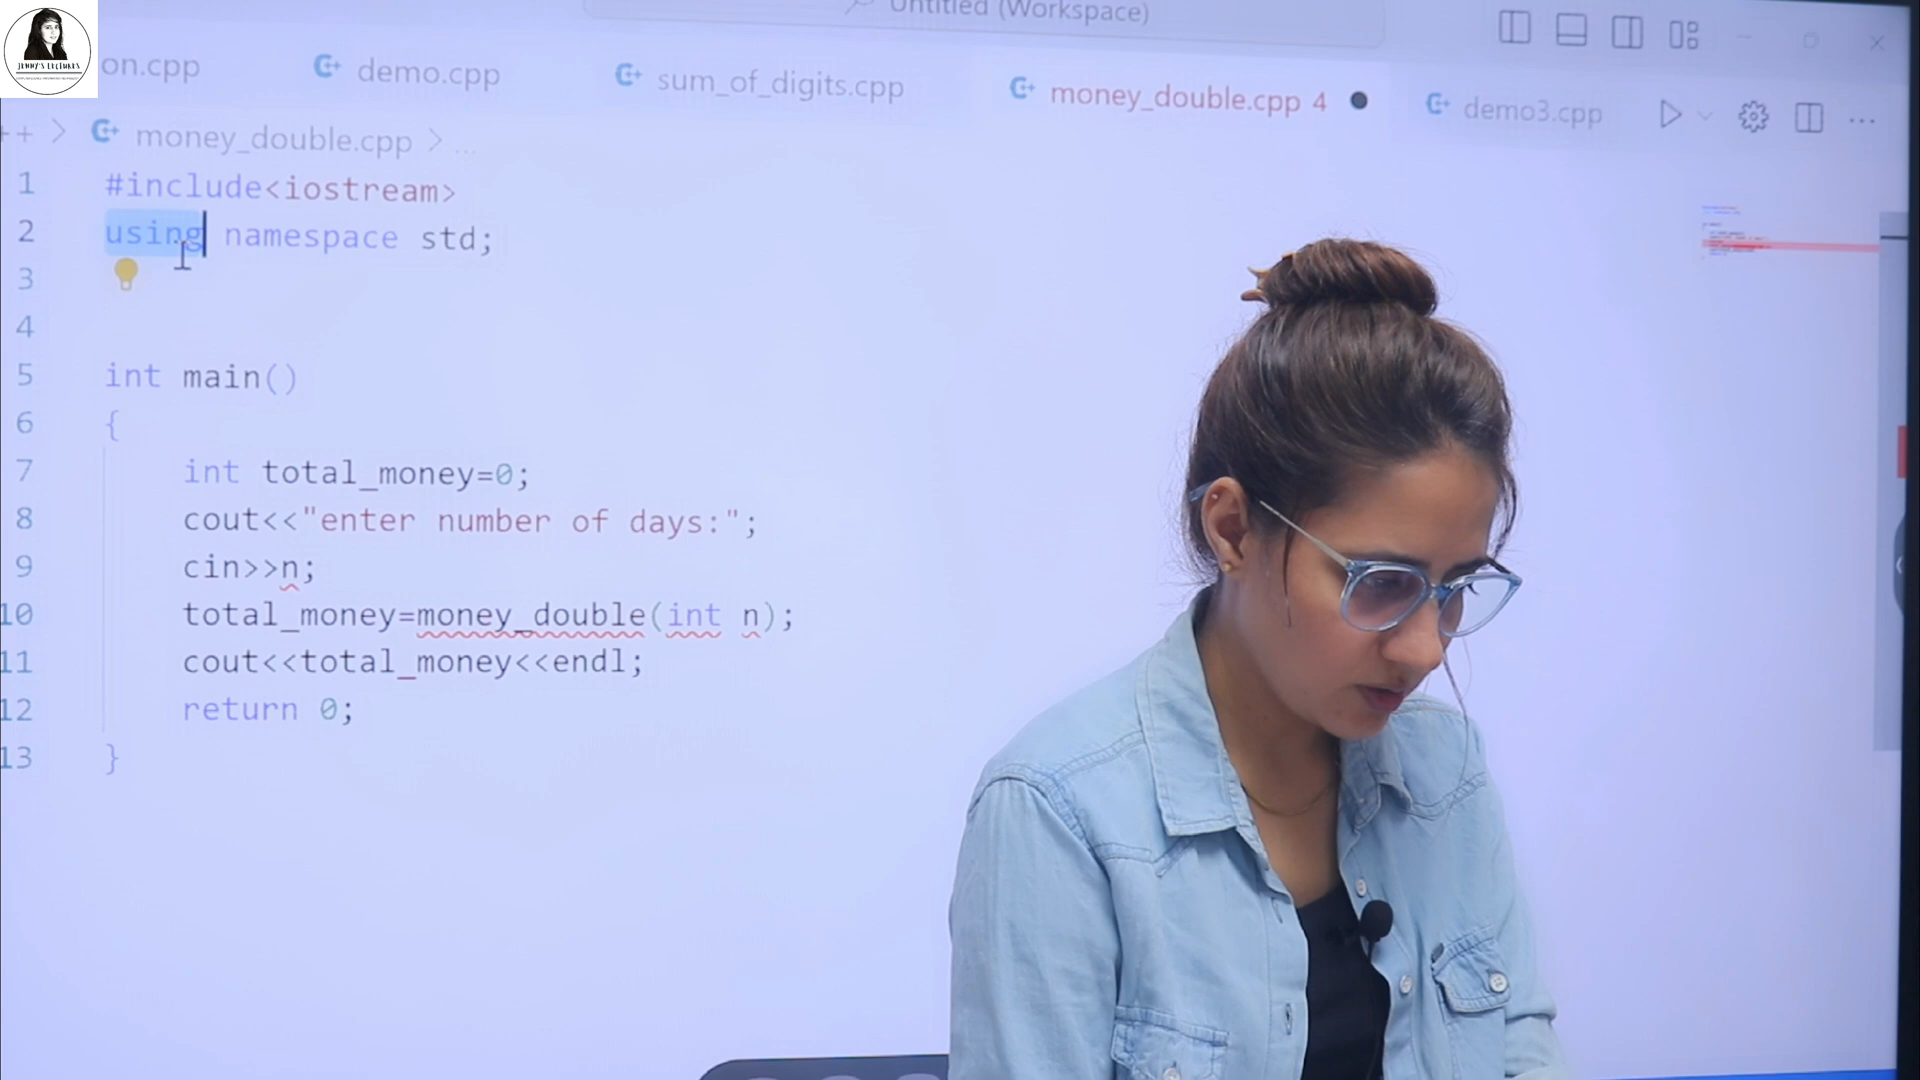 Untitled (Workspace)
JENNY'S LECTURES
on.cpp demo.cpp sum_of_digits.cpp money_double.cpp 4 demo3.cpp
++ > money_double.cpp > ...
1 #include<iostream>
2 using namespace std;
3
4
5 int main()
6 {
7 int total_money=0;
8 cout<<"enter number of days:";
9 cin>>n;
10 total_money=money_double(int n);
11 cout<<total_money<<endl;
12 return 0;
13 }